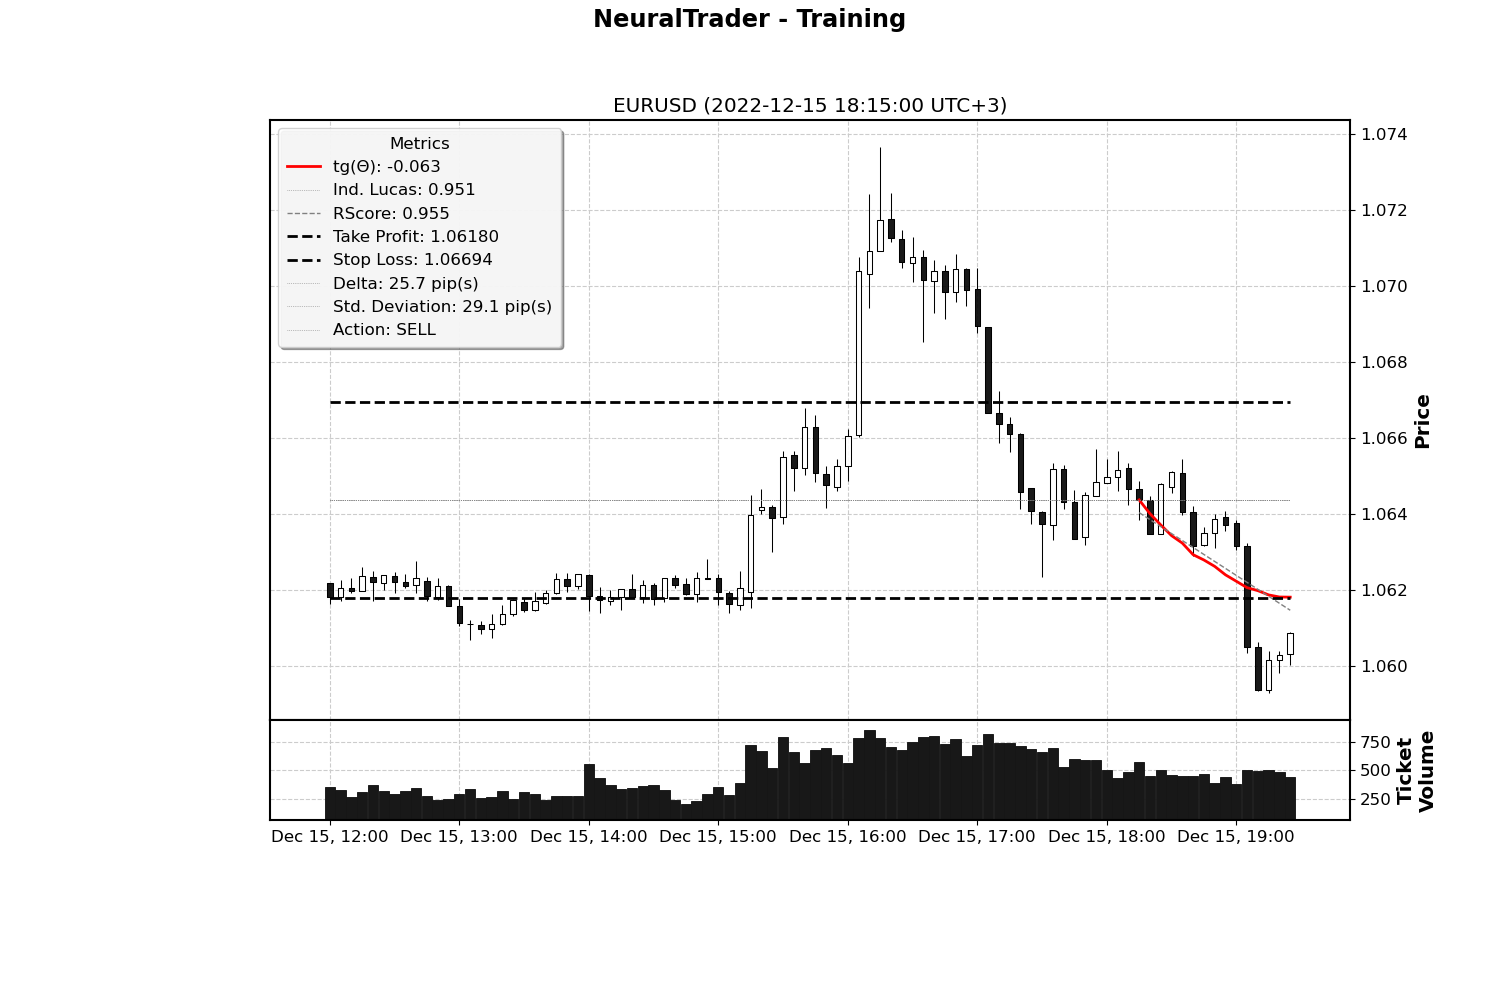 NeuralTrader - Training
EURUSD (2022-12-15 18:15:00 UTC+3)
Metrics
tg(Θ): -0.063
Ind. Lucas: 0.951
RScore: 0.955
Take Profit: 1.06180
Stop Loss: 1.06694
Delta: 25.7 pip(s)
Std. Deviation: 29.1 pip(s)
Action: SELL
1.074
1.072
1.070
1.068
1.066
1.064
1.062
1.060
Price
750
500
250
Ticket
Volume
Dec 15, 12:00 Dec 15, 13:00 Dec 15, 14:00 Dec 15, 15:00 Dec 15, 16:00 Dec 15, 17:00 Dec 15, 18:00 Dec 15, 19:00